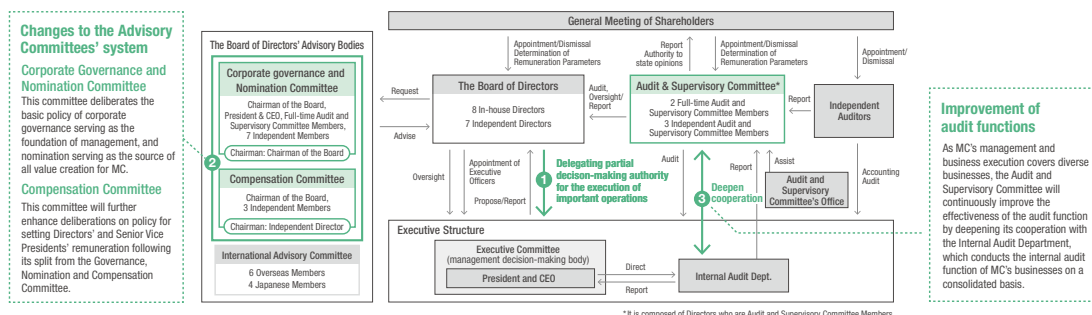 Changes to the Advisory
Committees' system
Corporate Governance and
Nomination Committee
This committee deliberates the
basic policy of corporate
governance serving as the
foundation of management, and
nomination serving as the source of
all value creation for MC.
Compensation Committee
This committee will further
enhance deliberations on policy for
setting Directors' and Senior Vice
Presidents' remuneration following
its split from the Governance,
Nomination and Compensation
Committee.
The Board of Directors' Advisory Bodies
Corporate governance and
Nomination Committee
Chairman of the Board,
President & CEO, Full-time Audit and
Supervisory Committee Members,
7 Independent Members
Chairman: Chairman of the Board
2
Compensation Committee
Chairman of the Board,
3 Independent Members
Chairman: Independent Director
International Advisory Committee
6 Overseas Members
4 Japanese Members
General Meeting of Shareholders
Appointment/Dismissal
Determination of
Remuneration Parameters
Report
Authority to
state opinions
Appointment/Dismissal
Determination of
Remuneration Parameters
Appointment/
Dismissal
Request
Advise
The Board of Directors
8 In-house Directors
7 Independent Directors
Audit,
Oversight/
Report
Audit & Supervisory Committee*
2 Full-time Audit and
Supervisory Committee Members
3 Independent Audit and
Supervisory Committee Members
Report
Independent
Auditors
Oversight
Appointment of
Executive
Officers
Propose/Report
1
Delegating partial
decision-making authority
for the execution of
important operations
Audit
3
Deepen
cooperation
Report
Assist
Audit and
Supervisory
Committee's Office
Accounting
Audit
Executive Structure
Executive Committee
(management decision-making body)
President and CEO
Direct
Report
Internal Audit Dept.
*It is composed of Directors who are Audit and Supervisory Committee Members
Improvement of
audit functions
As MC's management and
business execution covers diverse
businesses, the Audit and
Supervisory Committee will
continuously improve the
effectiveness of the audit function
by deepening its cooperation with
the Internal Audit Department,
which conducts the internal audit
function of MC's businesses on a
consolidated basis.